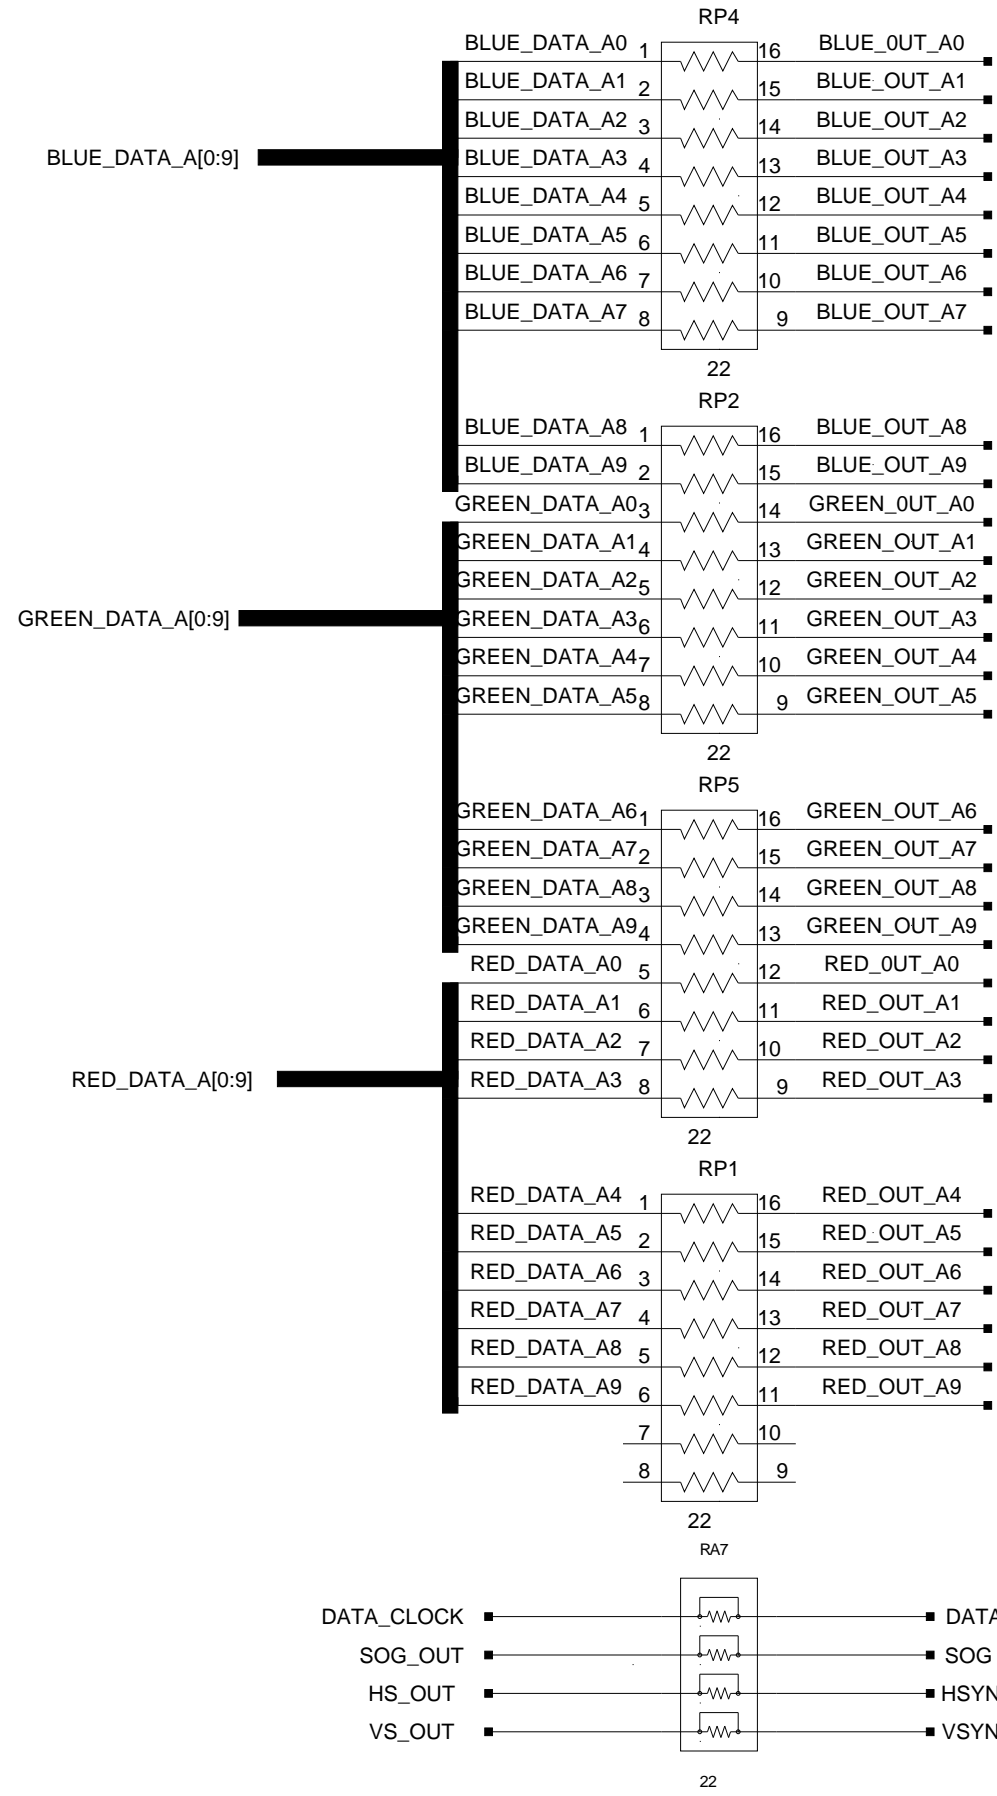 RP4
BLUE_DATA_A0 1 16 BLUE_0UT_A0
BLUE_DATA_A1 2 15 BLUE_OUT_A1
BLUE_DATA_A2 3 14 BLUE_OUT_A2
BLUE_DATA_A[0:9]
BLUE_DATA_A3 4 13 BLUE_OUT_A3
BLUE_DATA_A4 5 12 BLUE_OUT_A4
BLUE_DATA_A5 6 11 BLUE_OUT_A5
BLUE_DATA_A6 7 10 BLUE_OUT_A6
BLUE_DATA_A7 8 9 BLUE_OUT_A7
22
RP2
BLUE_DATA_A8 1 16 BLUE_OUT_A8
BLUE_DATA_A9 2 15 BLUE_OUT_A9
GREEN_DATA_A0 3 14 GREEN_0UT_A0
GREEN_DATA_A1 4 13 GREEN_OUT_A1
GREEN_DATA_A2 5 12 GREEN_OUT_A2
GREEN_DATA_A[0:9]
GREEN_DATA_A3 6 11 GREEN_OUT_A3
GREEN_DATA_A4 7 10 GREEN_OUT_A4
GREEN_DATA_A5 8 9 GREEN_OUT_A5
22
RP5
GREEN_DATA_A6 1 16 GREEN_OUT_A6
GREEN_DATA_A7 2 15 GREEN_OUT_A7
GREEN_DATA_A8 3 14 GREEN_OUT_A8
GREEN_DATA_A9 4 13 GREEN_OUT_A9
RED_DATA_A0 5 12 RED_0UT_A0
RED_DATA_A1 6 11 RED_OUT_A1
RED_DATA_A2 7 10 RED_OUT_A2
RED_DATA_A[0:9]
RED_DATA_A3 8 9 RED_OUT_A3
22
RP1
RED_DATA_A4 1 16 RED_OUT_A4
RED_DATA_A5 2 15 RED_OUT_A5
RED_DATA_A6 3 14 RED_OUT_A6
RED_DATA_A7 4 13 RED_OUT_A7
RED_DATA_A8 5 12 RED_OUT_A8
RED_DATA_A9 6 11 RED_OUT_A9
7 10
8 9
22
RA7
DATA_CLOCK DATA
SOG_OUT SOG
HS_OUT HSYN
VS_OUT VSYN
22